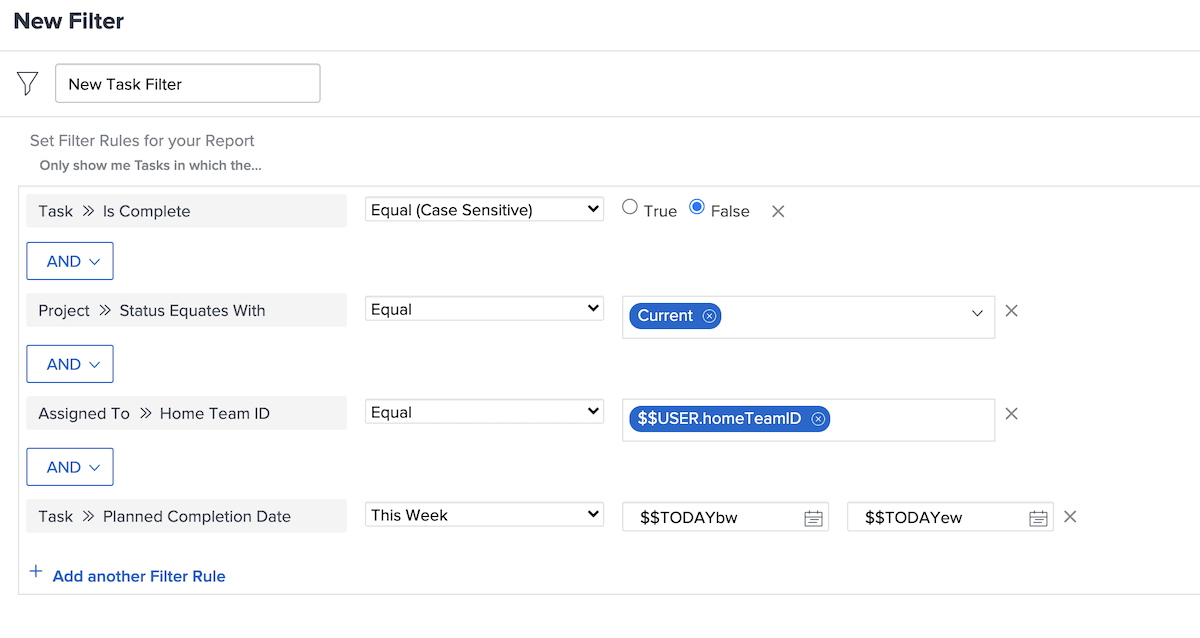 New Filter
New Task Filter
Set Filter Rules for your Report
Only show me Tasks in which the...
Task >> Is Complete Equal (Case Sensitive) True False
AND
Project >> Status Equates With Equal Current
AND
Assigned To >> Home Team ID Equal $$USER.homeTeamID
AND
Task >> Planned Completion Date This Week $$TODAYbw $$TODAYew
+ Add another Filter Rule